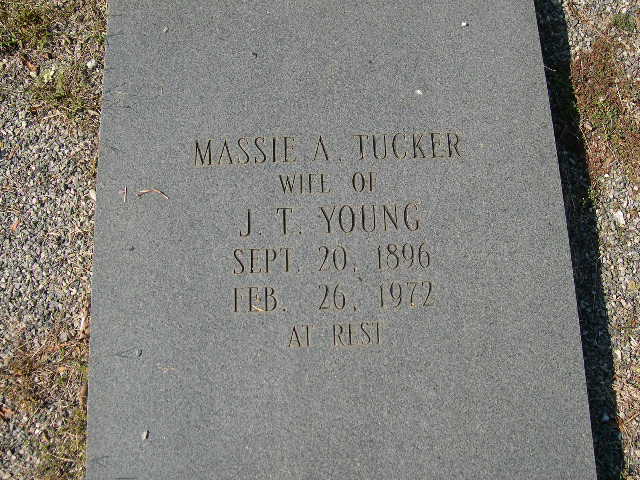 MASSIE A. TUCKER
WIFE OF
J. T. YOUNG
SEPT. 20, 1896
FEB. 26, 1972
AT REST